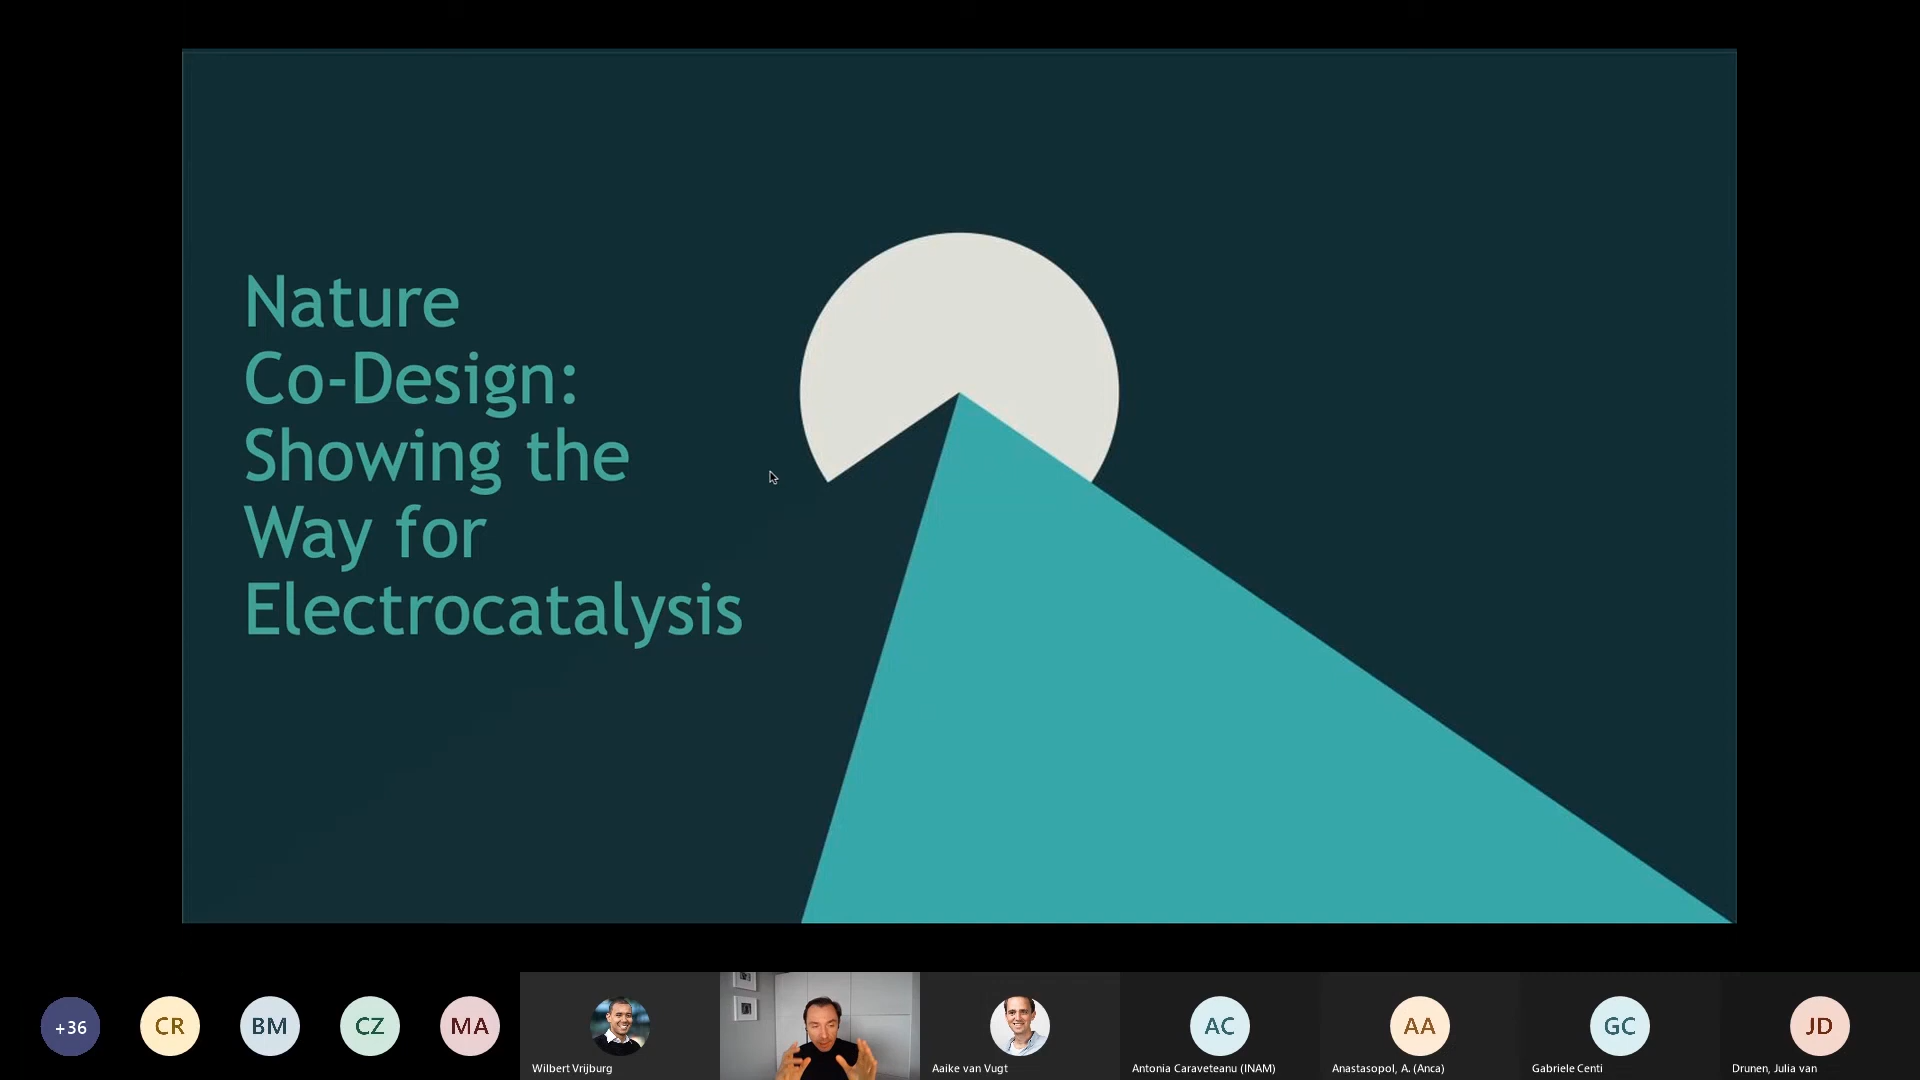 Nature
Co-Design:
Showing the
Way for
Electrocatalysis
+36
CR
BM
CZ
MA
AC
AA
GC
JD
Wilbert Vrijburg
Aaike van Vugt
Antonia Caraveteanu (INAM)
Anastasopol, A. (Anca)
Gabriele Centi
Drunen, Julia van